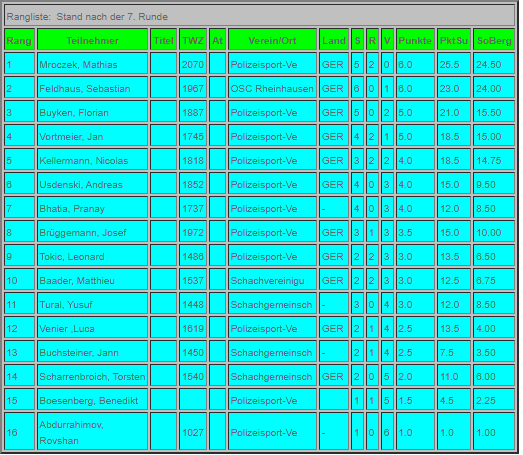 Rangliste: Stand nach der 7. Runde
Rang Teilnehmer Titel TWZ At Verein/Ort Land S R V Punkte PktSu SoBerg
1 Mroczek, Mathias 2070 Polizeisport-Ve GER 5 2 0 6.0 25.5 24.50
2 Feldhaus, Sebastian 1967 OSC Rheinhausen GER 6 0 1 6.0 23.0 24.00
3 Buyken, Florian 1887 Polizeisport-Ve GER 5 0 2 5.0 21.0 15.50
4 Vortmeier, Jan 1745 Polizeisport-Ve GER 4 2 1 5.0 18.5 15.00
5 Kellermann, Nicolas 1818 Polizeisport-Ve GER 3 2 2 4.0 18.5 14.75
6 Usdenski, Andreas 1852 Polizeisport-Ve GER 4 0 3 4.0 15.0 9.50
7 Bhatia, Pranay 1737 Polizeisport-Ve - 4 0 3 4.0 12.0 8.50
8 Brüggemann, Josef 1972 Polizeisport-Ve GER 3 1 3 3.5 15.0 10.00
9 Tokic, Leonard 1486 Polizeisport-Ve GER 2 2 3 3.0 13.5 6.50
10 Baader, Matthieu 1537 Schachvereinigu GER 2 2 3 3.0 12.5 6.75
11 Tural, Yusuf 1448 Schachgemeinsch - 3 0 4 3.0 12.0 8.50
12 Venier ,Luca 1619 Polizeisport-Ve GER 2 1 4 2.5 13.5 4.00
13 Buchsteiner, Jann 1450 Schachgemeinsch - 2 1 4 2.5 7.5 3.50
14 Scharrenbroich, Torsten 1540 Schachgemeinsch GER 2 0 5 2.0 11.0 6.00
15 Boesenberg, Benedikt Polizeisport-Ve 1 1 5 1.5 4.5 2.25
16 Abdurrahimov,
Rovshan 1027 Polizeisport-Ve - 1 0 6 1.0 1.0 1.00